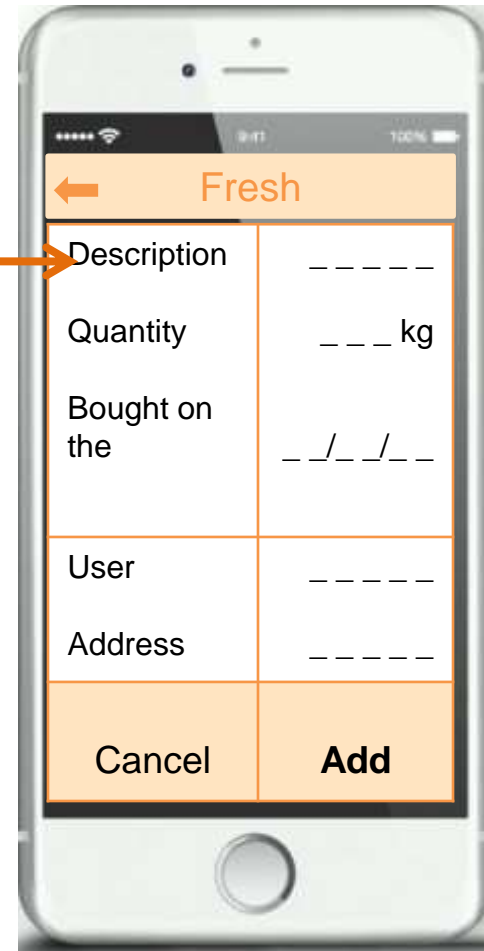 9:41 100%
Fresh
Description _ _ _ _ _
Quantity _ _ _ kg
Bought on
the _ _/_ _/_ _
User _ _ _ _ _
Address _ _ _ _ _
Cancel Add